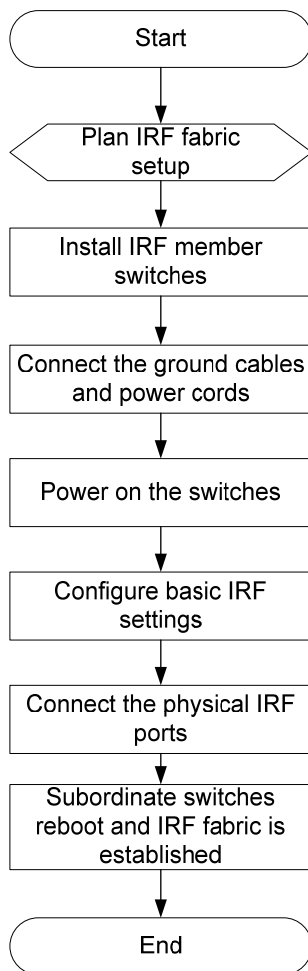 Start
Plan IRF fabric
setup
Install IRF member
switches
Connect the ground cables
and power cords
Power on the switches
Configure basic IRF
settings
Connect the physical IRF
ports
Subordinate switches
reboot and IRF fabric is
established
End